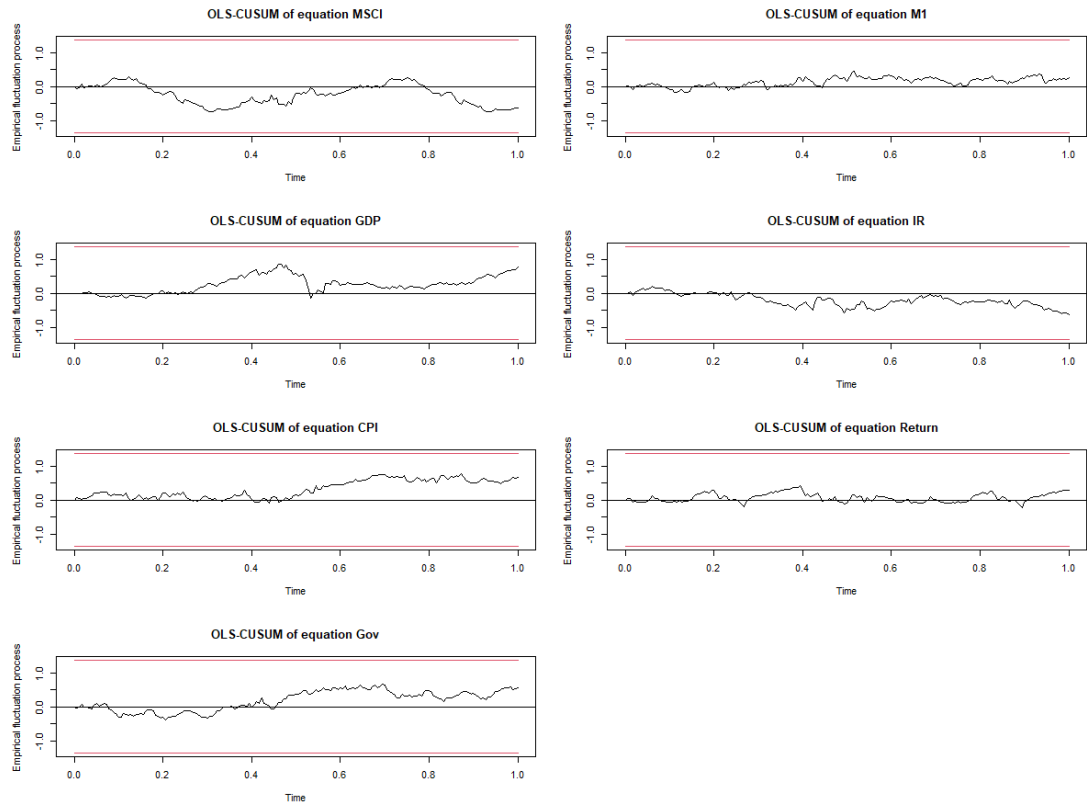 OLS-CUSUM of equation MSCI
Empirical fluctuation process
1.0
0.0
-1.0
0.0 0.2 0.4 0.6 0.8 1.0
Time
OLS-CUSUM of equation M1
Empirical fluctuation process
1.0
0.0
-1.0
0.0 0.2 0.4 0.6 0.8 1.0
Time
OLS-CUSUM of equation GDP
Empirical fluctuation process
1.0
0.0
-1.0
0.0 0.2 0.4 0.6 0.8 1.0
Time
OLS-CUSUM of equation IR
Empirical fluctuation process
1.0
0.0
-1.0
0.0 0.2 0.4 0.6 0.8 1.0
Time
OLS-CUSUM of equation CPI
Empirical fluctuation process
1.0
0.0
-1.0
0.0 0.2 0.4 0.6 0.8 1.0
Time
OLS-CUSUM of equation Return
Empirical fluctuation process
1.0
0.0
-1.0
0.0 0.2 0.4 0.6 0.8 1.0
Time
OLS-CUSUM of equation Gov
Empirical fluctuation process
1.0
0.0
-1.0
0.0 0.2 0.4 0.6 0.8 1.0
Time